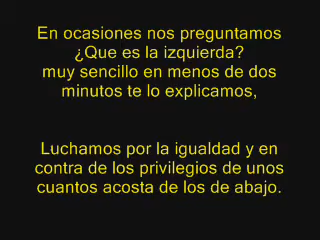 En ocasiones nos preguntamos
¿Que es la izquierda?
muy sencillo en menos de dos
minutos te lo explicamos,
Luchamos por la igualdad y en
contra de los privilegios de unos
cuantos acosta de los de abajo.